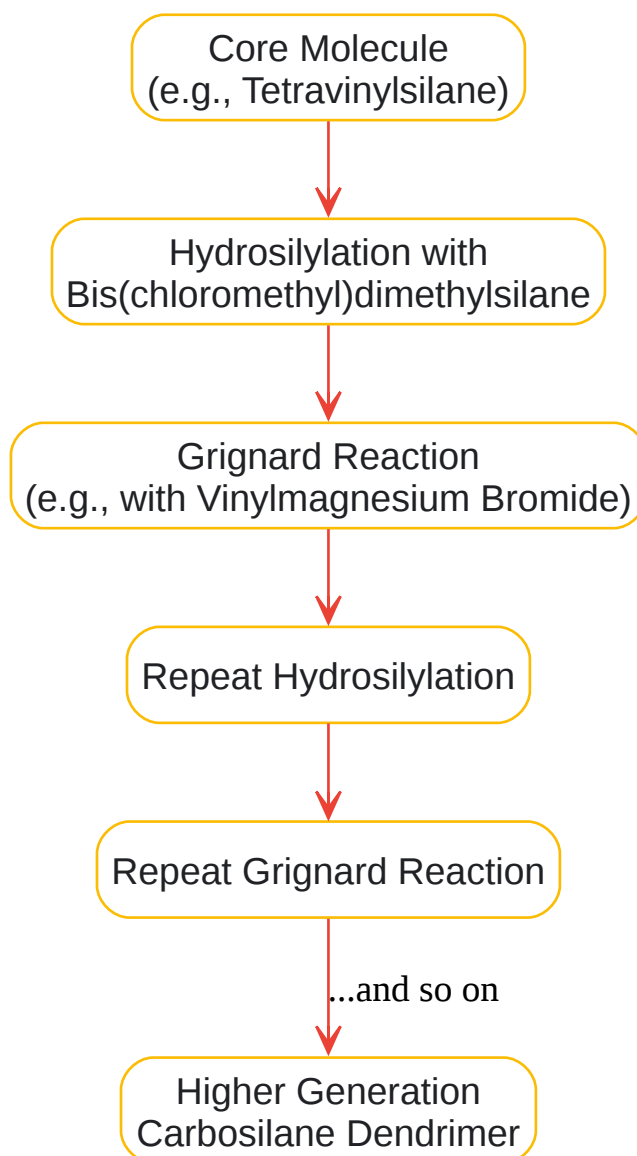 Core Molecule
(e.g., Tetravinylsilane)
Hydrosilylation with
Bis(chloromethyl)dimethylsilane
Grignard Reaction
(e.g., with Vinylmagnesium Bromide)
Repeat Hydrosilylation
Repeat Grignard Reaction
...and so on
Higher Generation
Carbosilane Dendrimer